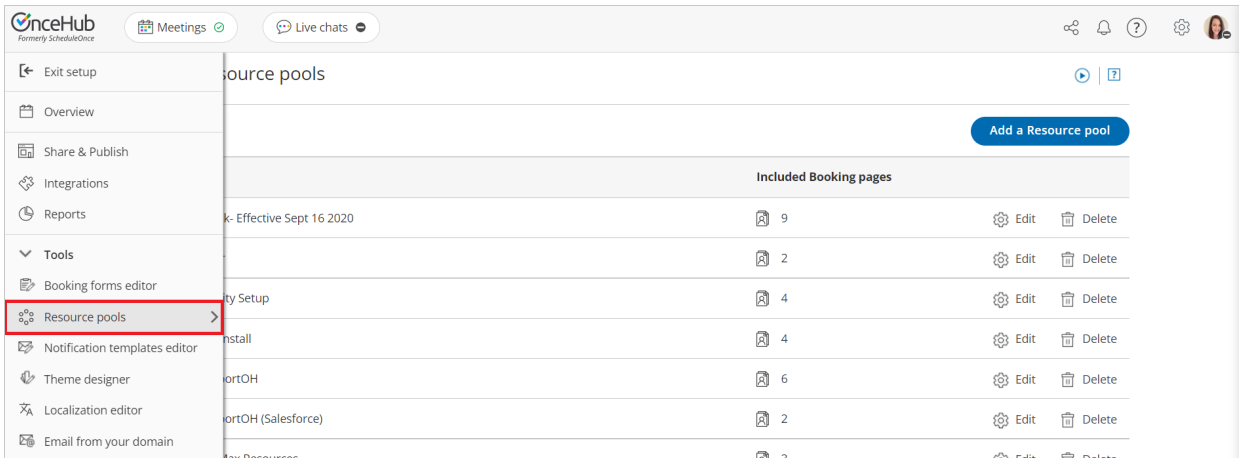 OnceHub
Formerly ScheduleOnce
Meetings
Live chats
?
Exit setup
source pools
?
Overview
Add a Resource pool
Share & Publish
Included Booking pages
Integrations
Reports
k- Effective Sept 16 2020 9 Edit Delete
Tools
2 Edit Delete
Booking forms editor
ity Setup 4 Edit Delete
Resource pools
nstall 4 Edit Delete
Notification templates editor
Theme designer
ortOH 6 Edit Delete
Localization editor
ortOH (Salesforce) 2 Edit Delete
Email from your domain